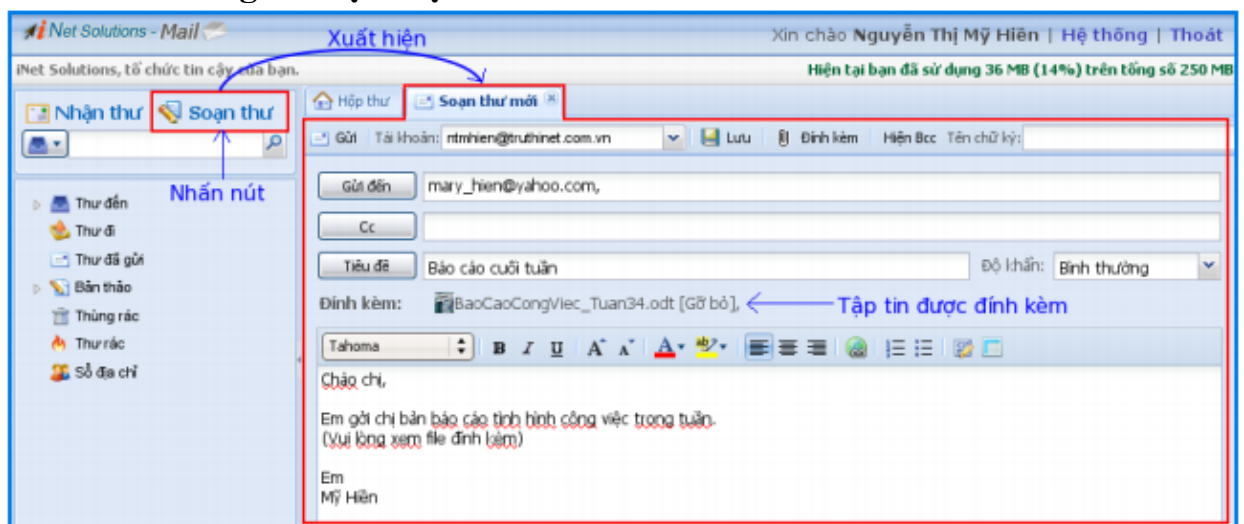 iNet Solutions - Mail
Xuất hiện
Xin chào Nguyễn Thị Mỹ Hiên | Hệ thống | Thoát
iNet Solutions, tổ chức tin cậy của bạn.
Hiện tại bạn đã sử dụng 36 MB (14%) trên tổng số 250 MB
Nhận thư Soạn thư
Hộp thư Soạn thư mới
Gửi Tài khoản: ntmhien@truthinet.com.vn Lưu Đính kèm Hiện Bcc Tên chữ ký:
Nhấn nút
Gửi đến mary_hien@yahoo.com,
Cc
Tiêu đề Báo cáo cuối tuần Độ khẩn: Bình thường
Đính kèm: BaoCaoCongViec_Tuan34.odt [Gỡ bỏ], Tập tin được đính kèm
Thư đến
Thư đi
Thư đã gửi
Bản thảo
Thùng rác
Thư rác
Sổ địa chỉ
Tahoma B I U A A A ab
Chào chị,
Em gởi chị bản báo cáo tình hình công việc trong tuần.
(Vui lòng xem file đính kèm)
Em
Mỹ Hiền